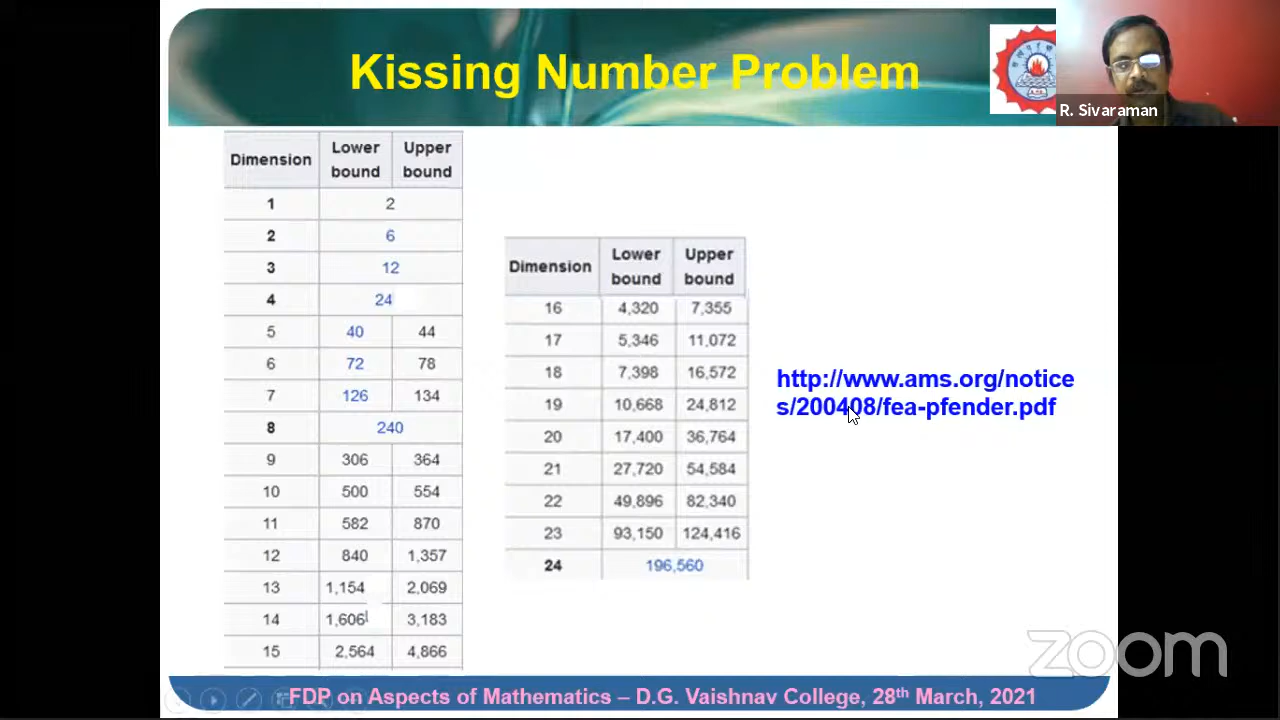 Kissing Number Problem
R. Sivaraman
Dimension Lower bound Upper bound
1 2
2 6
3 12
4 24
5 40 44
6 72 78
7 126 134
8 240
9 306 364
10 500 554
11 582 870
12 840 1,357
13 1,154 2,069
14 1,606 3,183
15 2,564 4,866
Dimension Lower bound Upper bound
16 4,320 7,355
17 5,346 11,072
18 7,398 16,572
19 10,668 24,812
20 17,400 36,764
21 27,720 54,584
22 49,896 82,340
23 93,150 124,416
24 196,560
http://www.ams.org/notice
s/200408/fea-pfender.pdf
zoom
FDP on Aspects of Mathematics – D.G. Vaishnav College, 28th March, 2021